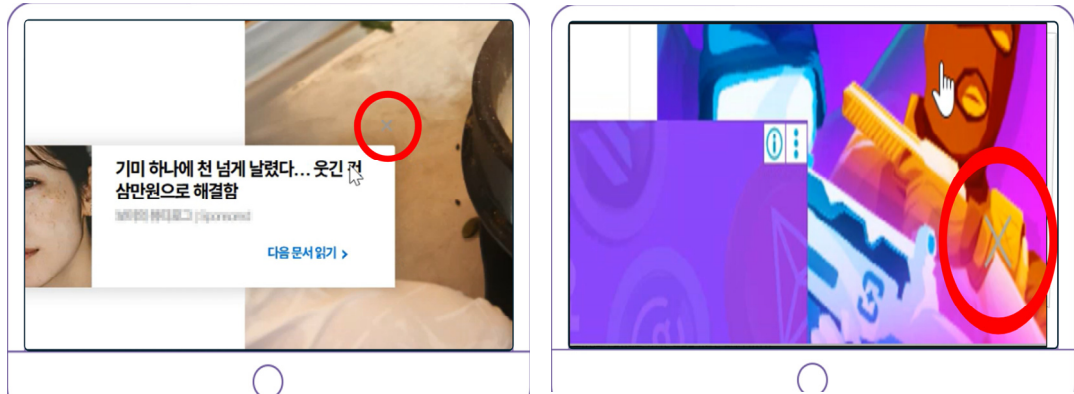 기미 하나에 천 넘게 날렸다… 웃긴 건
삼만원으로 해결함
| Sponsored
다음 문서 읽기 >